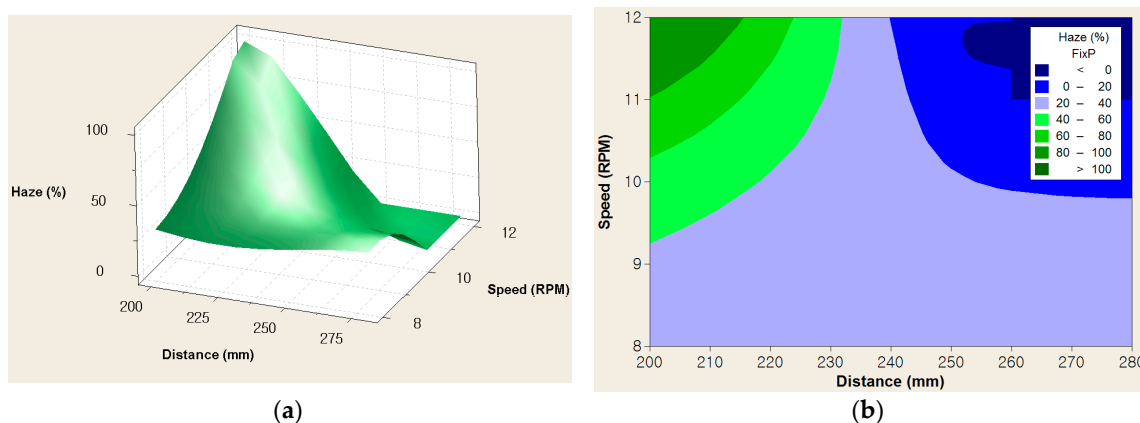 100
50
0
Haze (%)
200
225
250
275
Distance (mm)
12
10
8
Speed (RPM)
(a)
12
11
10
9
8
Speed (RPM)
200 210 220 230 240 250 260 270 280
Distance (mm)
Haze (%)
FixP
< 0
0 – 20
20 – 40
40 – 60
60 – 80
80 – 100
> 100
(b)